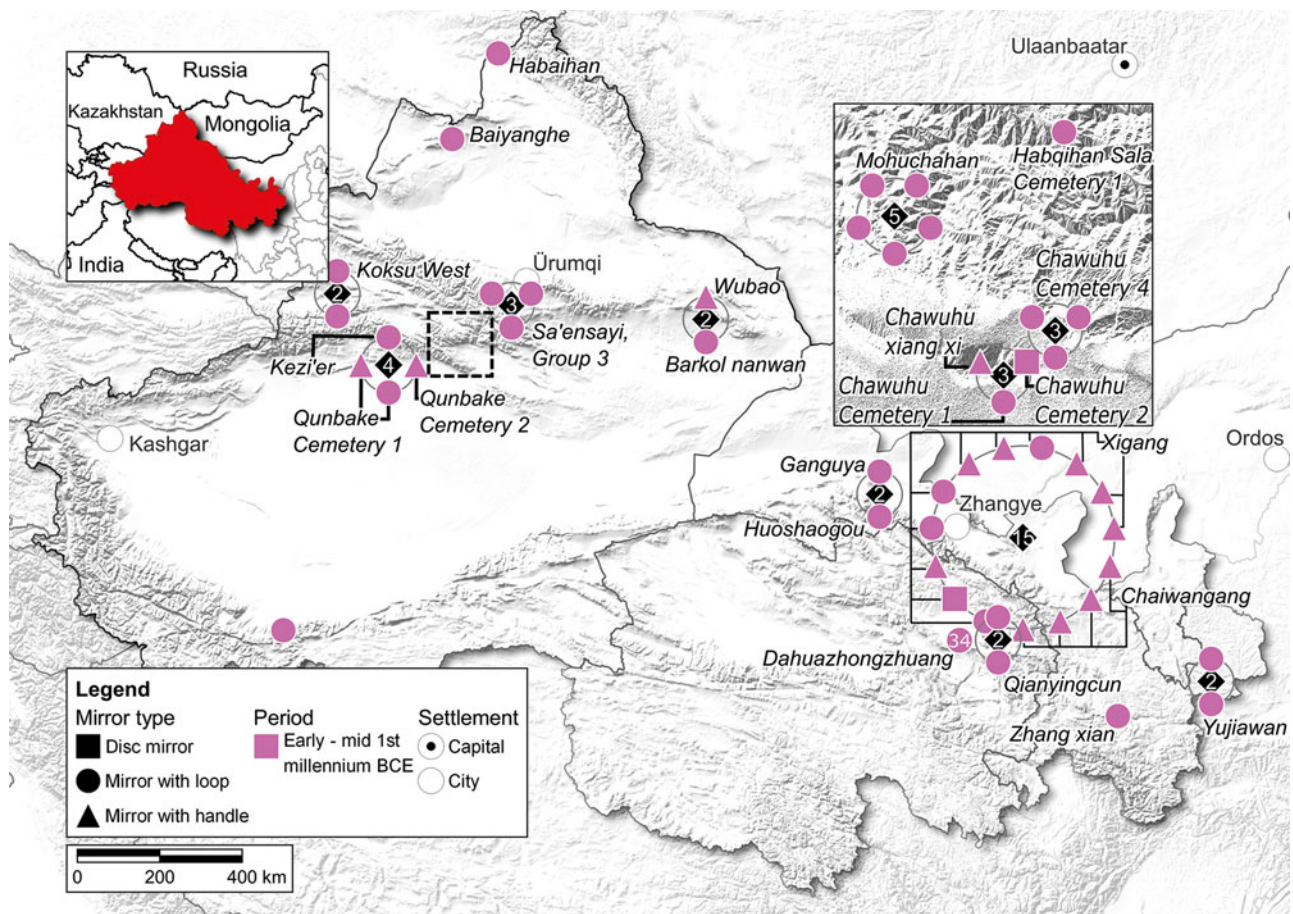 Russia
Kazakhstan
Mongolia
India
Habaihan
Baiyanghe
Ulaanbaatar
Mohuchahan
Habqihan Sala
Cemetery 1
5
Chawuhu
Cemetery 4
3
Chawuhu
xiang xi
3
Chawuhu
Cemetery 1
Chawuhu
Cemetery 2
Koksu West
2
Ürumqi
3
Sa'ensayi,
Group 3
Wubao
2
Barkol nanwan
Kezi'er
4
Qunbake
Cemetery 1
Qunbake
Cemetery 2
Kashgar
Xigang
Ordos
Ganguya
2
Huoshaogou
Zhangye
15
Chaiwangang
34
2
Dahuazhongzhuang
Qianyingcun
2
Yujiawan
Zhang xian
Legend
Mirror type
Disc mirror
Mirror with loop
Mirror with handle
Period
Early - mid 1st
millennium BCE
Settlement
Capital
City
0 200 400 km